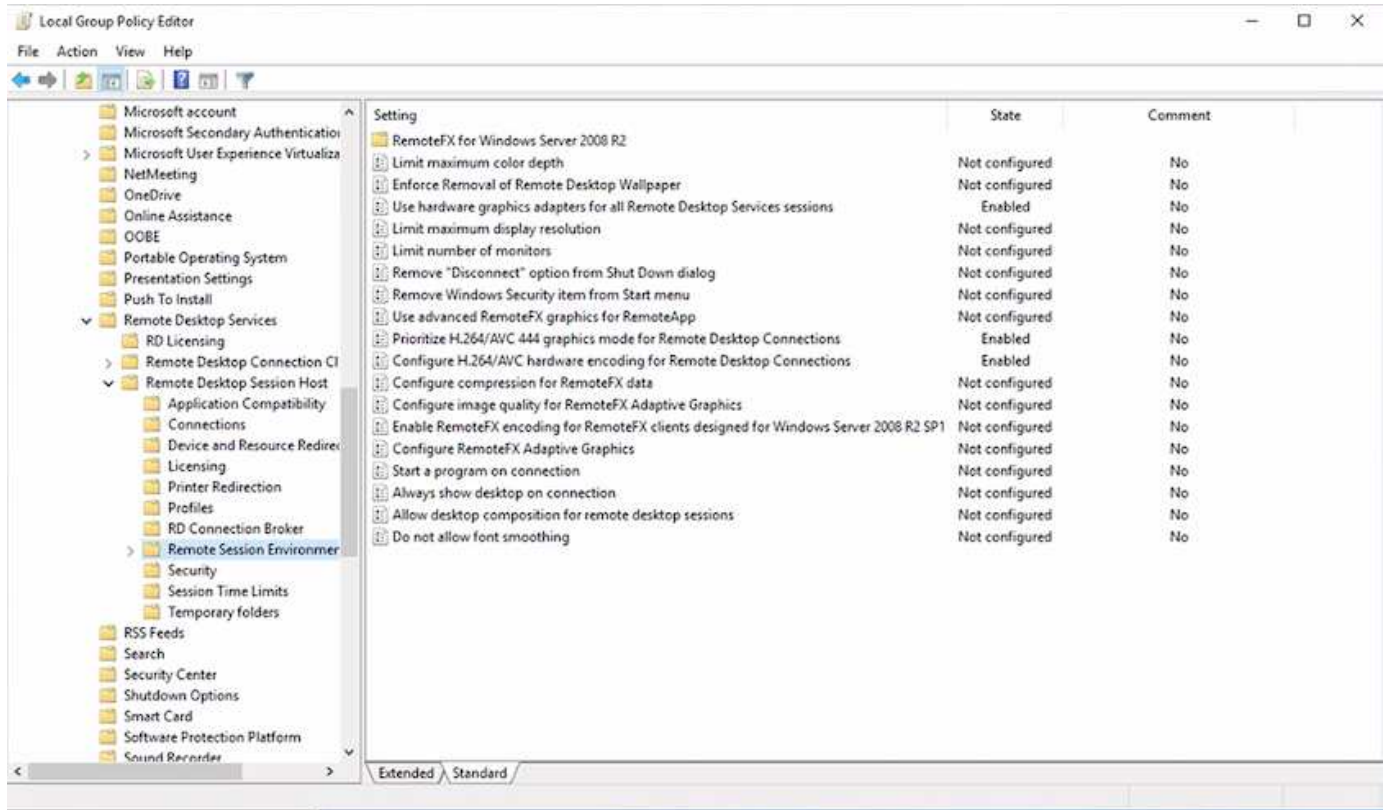 Local Group Policy Editor
File Action View Help
Microsoft account
Microsoft Secondary Authentication
Microsoft User Experience Virtualiza
NetMeeting
OneDrive
Online Assistance
OOBE
Portable Operating System
Presentation Settings
Push To Install
Remote Desktop Services
RD Licensing
Remote Desktop Connection Cl
Remote Desktop Session Host
Application Compatibility
Connections
Device and Resource Redirec
Licensing
Printer Redirection
Profiles
RD Connection Broker
Remote Session Environmen
Security
Session Time Limits
Temporary folders
RSS Feeds
Search
Security Center
Shutdown Options
Smart Card
Software Protection Platform
Sound Recorder
Setting State Comment
RemoteFX for Windows Server 2008 R2
Limit maximum color depth Not configured No
Enforce Removal of Remote Desktop Wallpaper Not configured No
Use hardware graphics adapters for all Remote Desktop Services sessions Enabled No
Limit maximum display resolution Not configured No
Limit number of monitors Not configured No
Remove "Disconnect" option from Shut Down dialog Not configured No
Remove Windows Security item from Start menu Not configured No
Use advanced RemoteFX graphics for RemoteApp Not configured No
Prioritize H.264/AVC 444 graphics mode for Remote Desktop Connections Enabled No
Configure H.264/AVC hardware encoding for Remote Desktop Connections Enabled No
Configure compression for RemoteFX data Not configured No
Configure image quality for RemoteFX Adaptive Graphics Not configured No
Enable RemoteFX encoding for RemoteFX clients designed for Windows Server 2008 R2 SP1 Not configured No
Configure RemoteFX Adaptive Graphics Not configured No
Start a program on connection Not configured No
Always show desktop on connection Not configured No
Allow desktop composition for remote desktop sessions Not configured No
Do not allow font smoothing Not configured No
Extended Standard